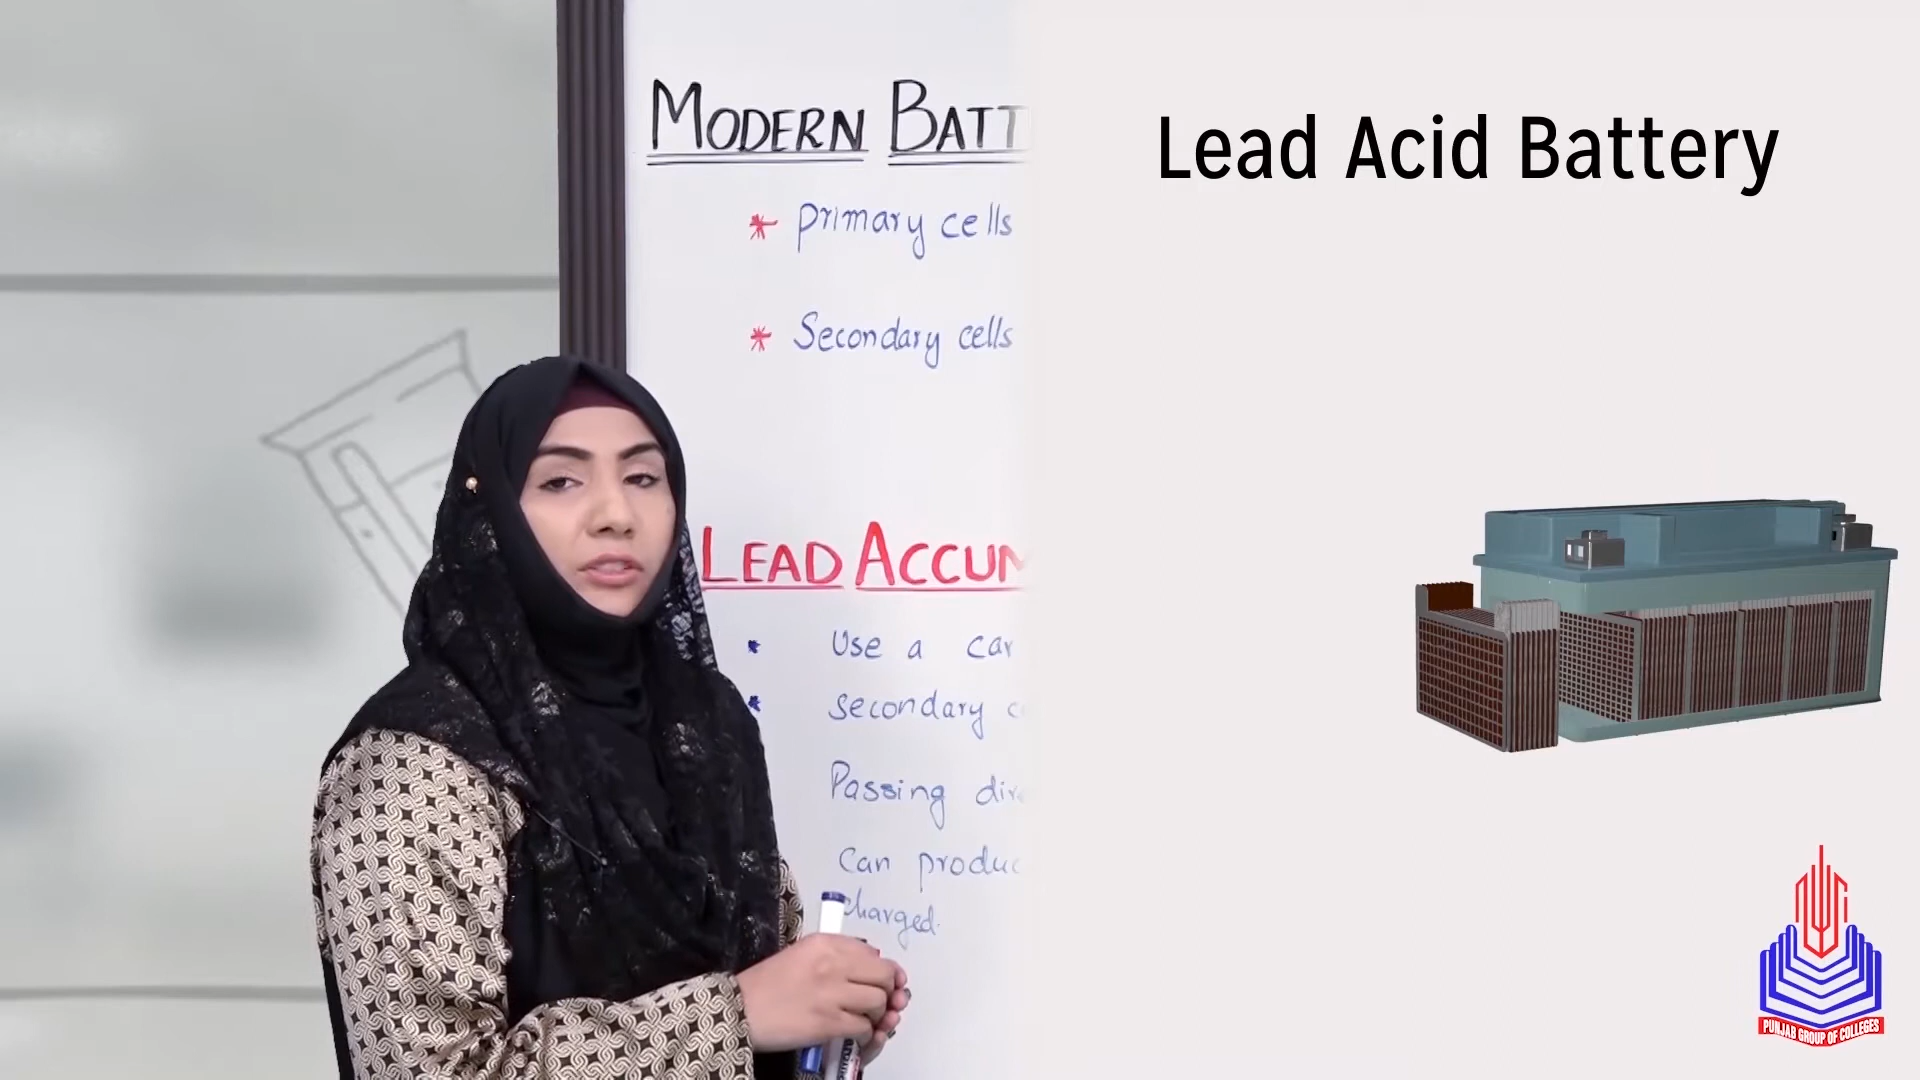 MODERN BATT
* Primary cells
* Secondary cells
LEAD ACCUM
Use a car
Secondary c
Passing dire
Can produc
charged.
Lead Acid Battery
PUNJAB GROUP OF COLLEGES